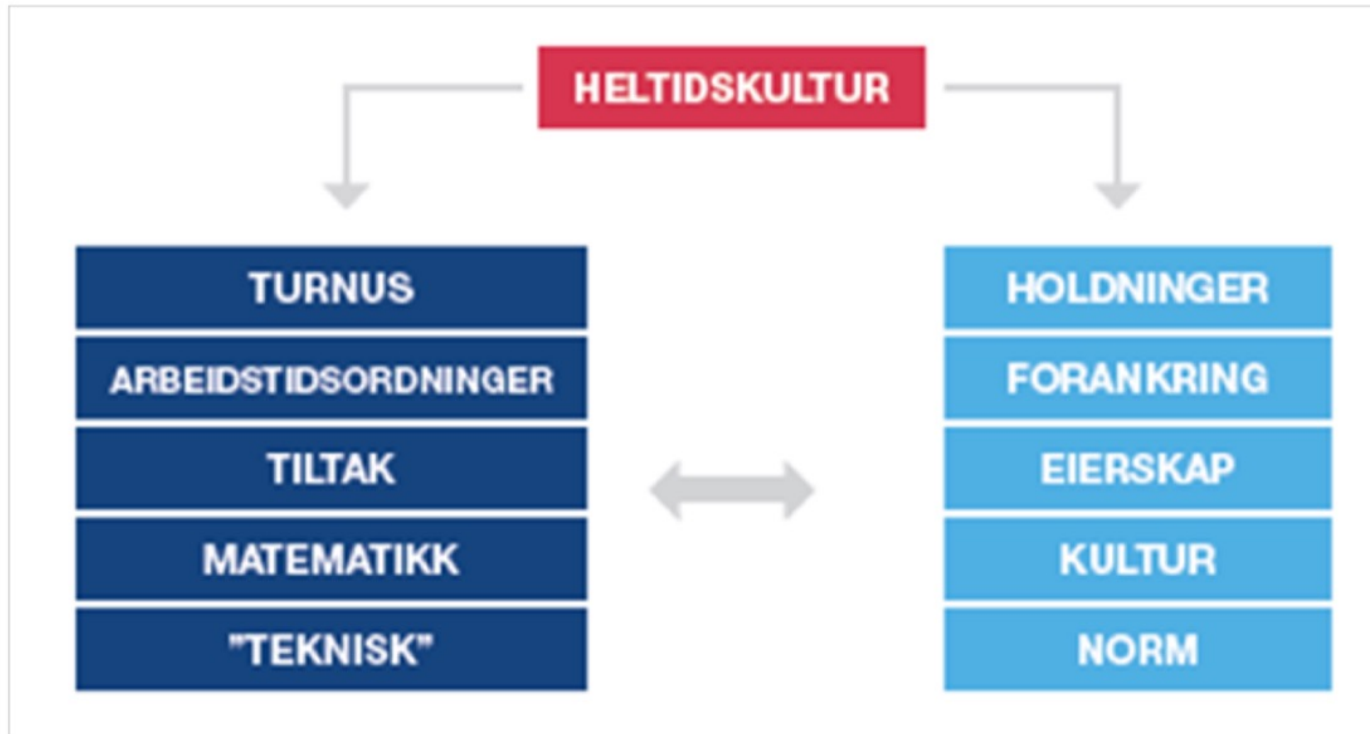 HELTIDSKULTUR
TURNUS
ARBEIDSTIDSORDNINGER
TILTAK
MATEMATIKK
”TEKNISK”
HOLDNINGER
FORANKRING
EIERSKAP
KULTUR
NORM